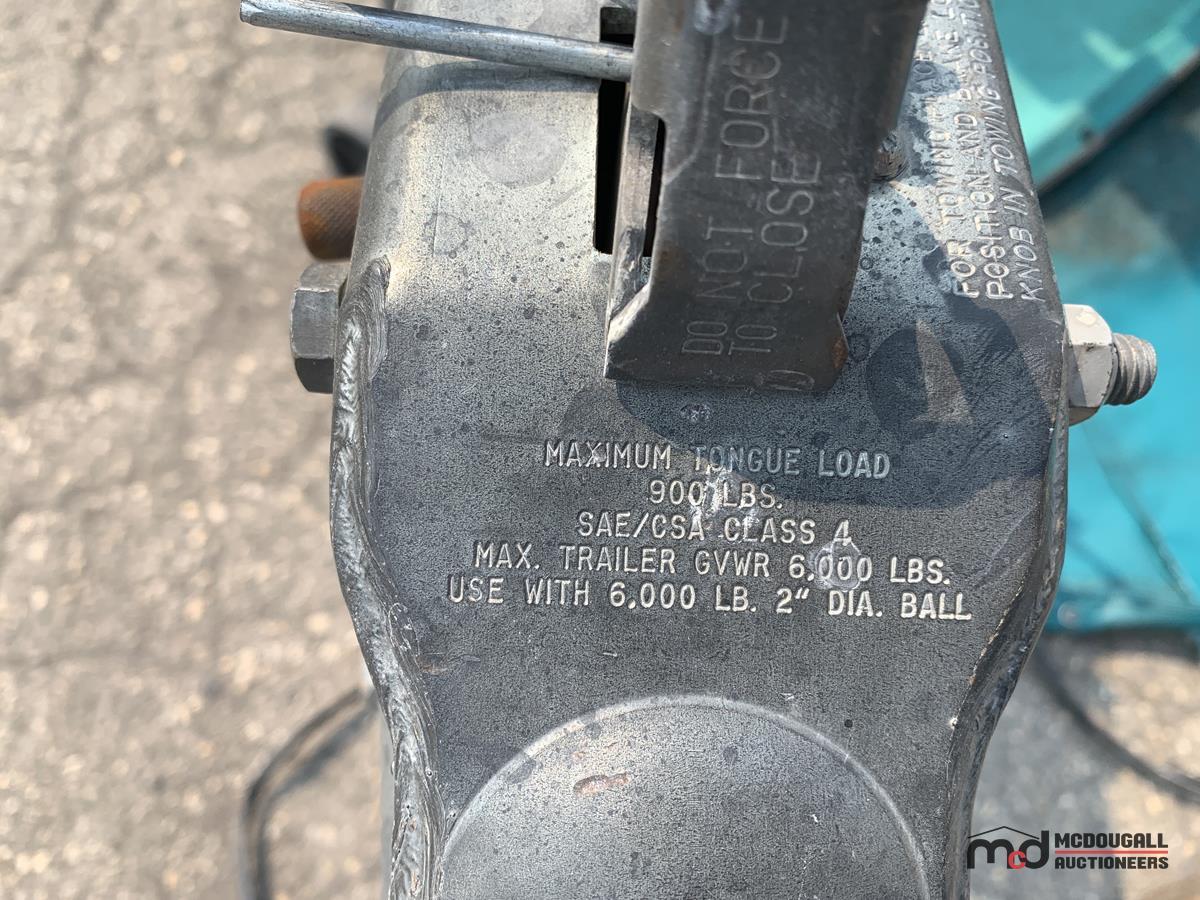 DO NOT FORCE
TO CLOSE
FOR TOWING
POSITION AND
KNOB IN TOWING
MAXIMUM TONGUE LOAD
900 LBS.
SAE/CSA CLASS 4
MAX. TRAILER GVWR 6,000 LBS.
USE WITH 6,000 LB. 2" DIA. BALL
mcd MCDOUGALL
AUCTIONEERS